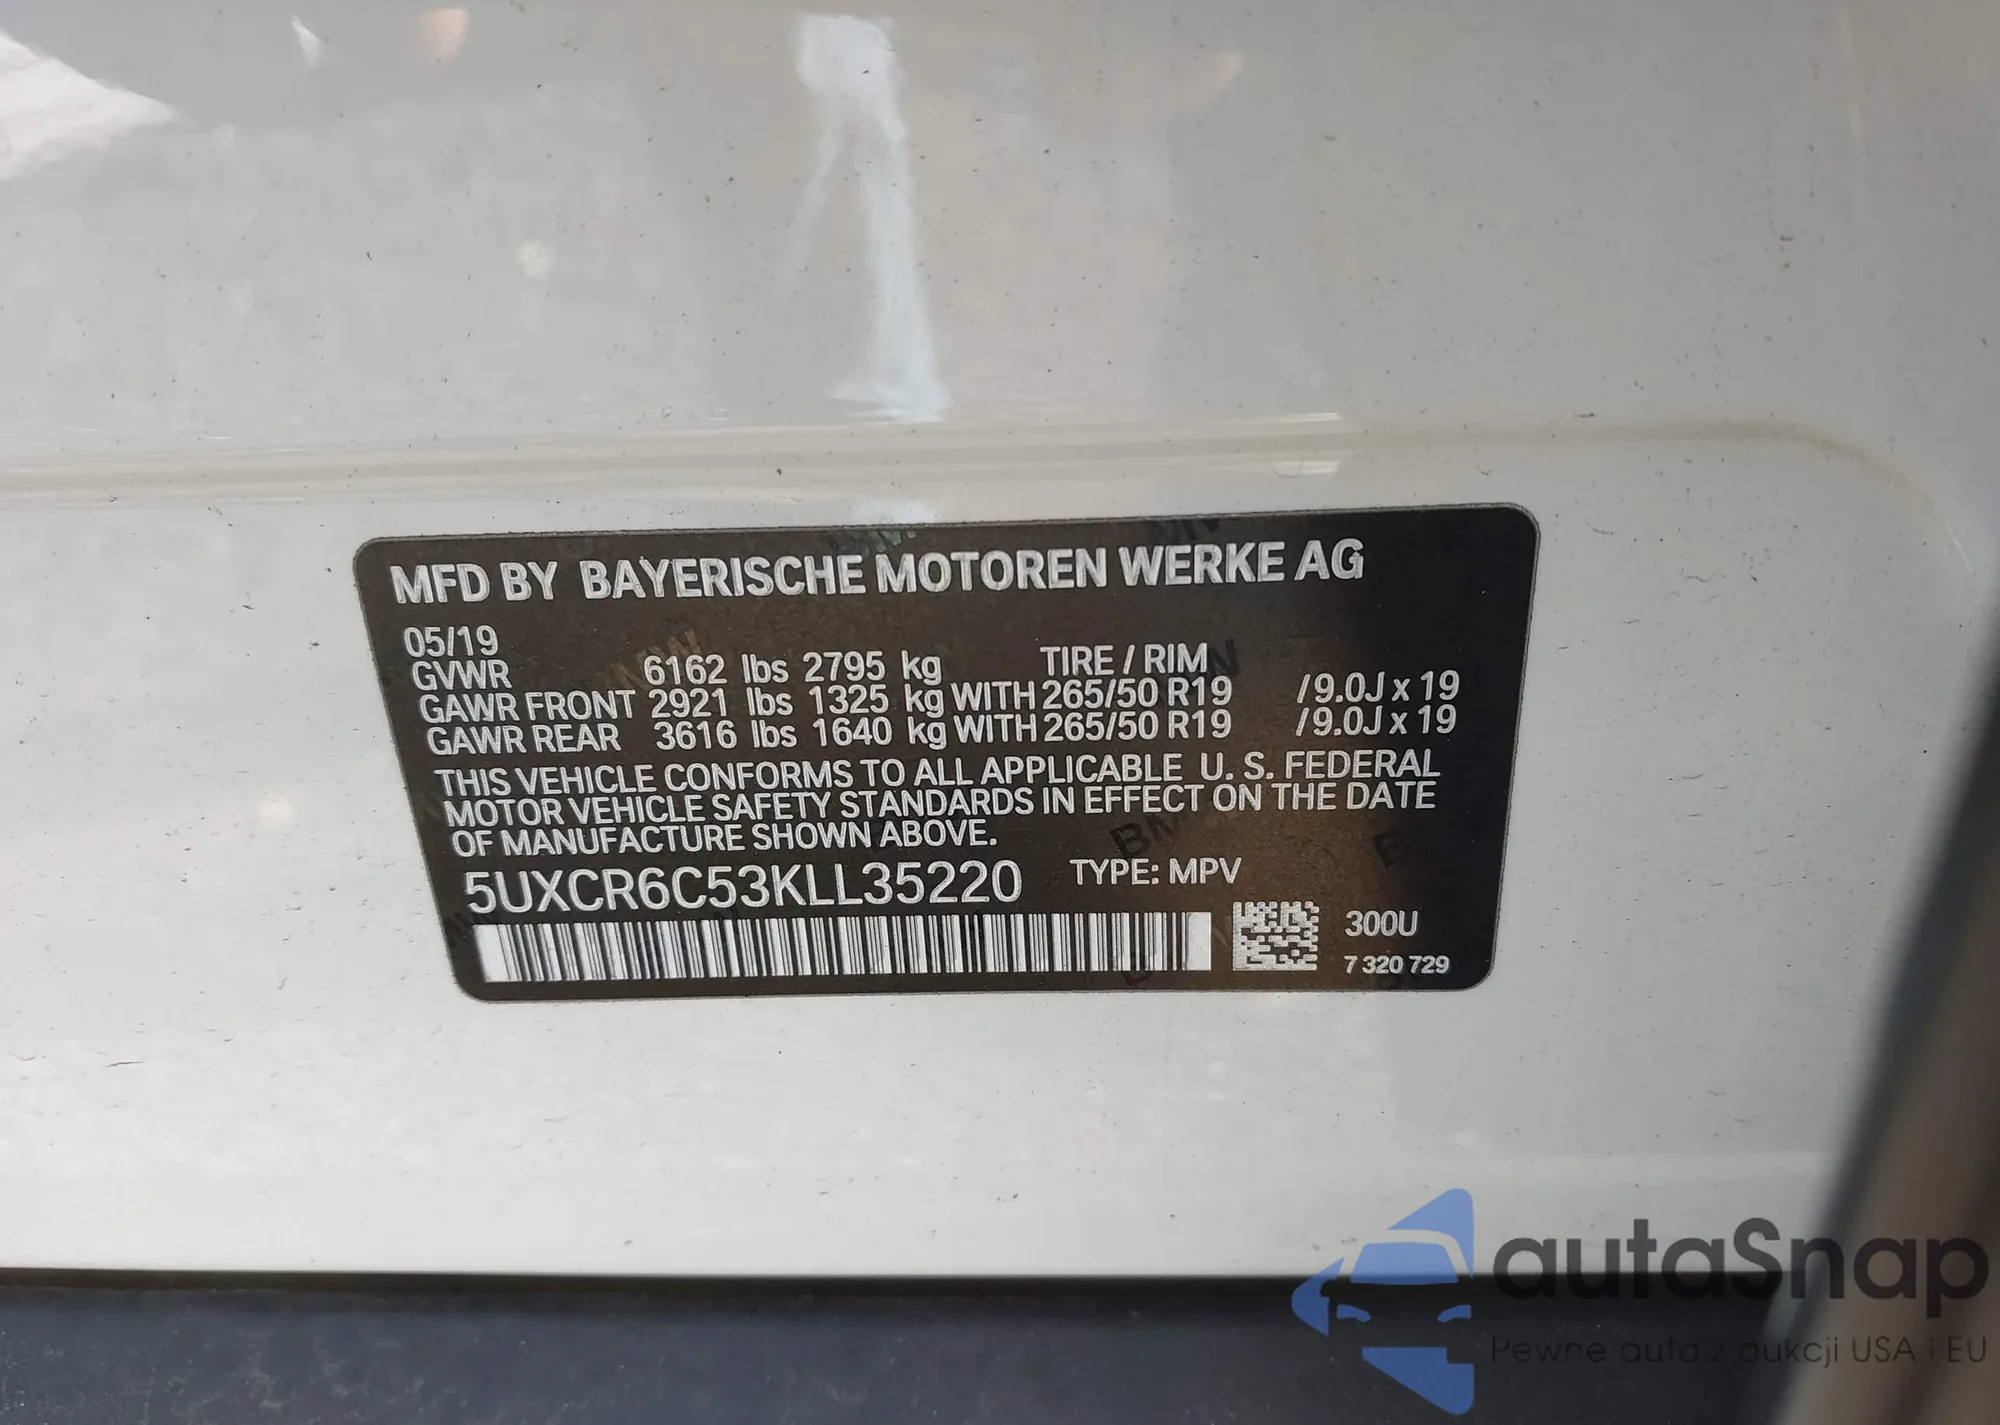 MFD BY BAYERISCHE MOTOREN WERKE AG
05/19
GVWR 6162 lbs 2795 kg TIRE / RIM
GAWR FRONT 2921 lbs 1325 kg WITH 265/50 R19 /9.0J x 19
GAWR REAR 3616 lbs 1640 kg WITH 265/50 R19 /9.0J x 19
THIS VEHICLE CONFORMS TO ALL APPLICABLE U. S. FEDERAL
MOTOR VEHICLE SAFETY STANDARDS IN EFFECT ON THE DATE
OF MANUFACTURE SHOWN ABOVE.
5UXCR6C53KLL35220 TYPE: MPV
300U
7 320 729
autaSnap
Pewne auta z aukcji USA i EU